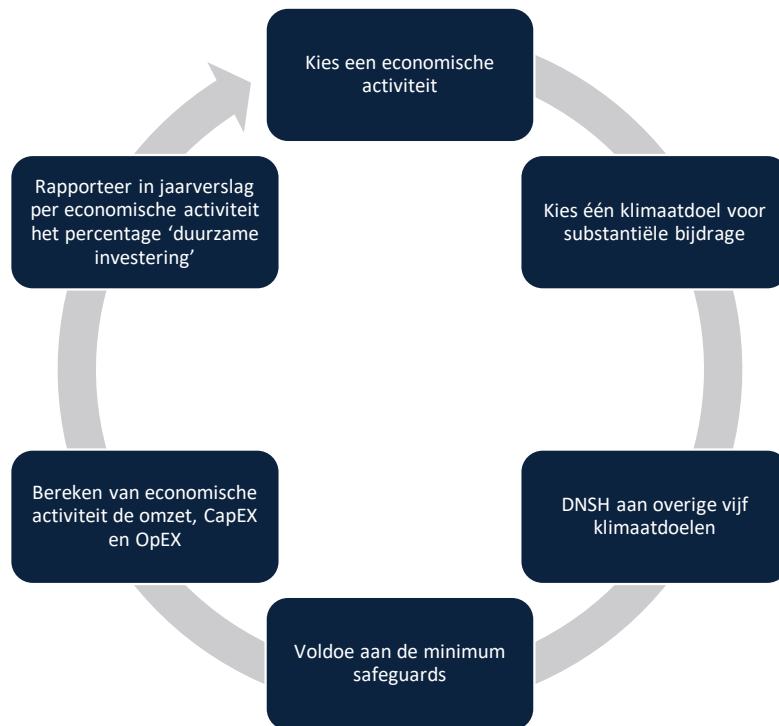 Kies een economische
activiteit
Kies één klimaatdoel voor
substantiële bijdrage
DNSH aan overige vijf
klimaatdoelen
Voldoe aan de minimum
safeguards
Bereken van economische
activiteit de omzet, CapEX
en OpEX
Rapporteer in jaarverslag
per economische activiteit
het percentage ‘duurzame
investering’